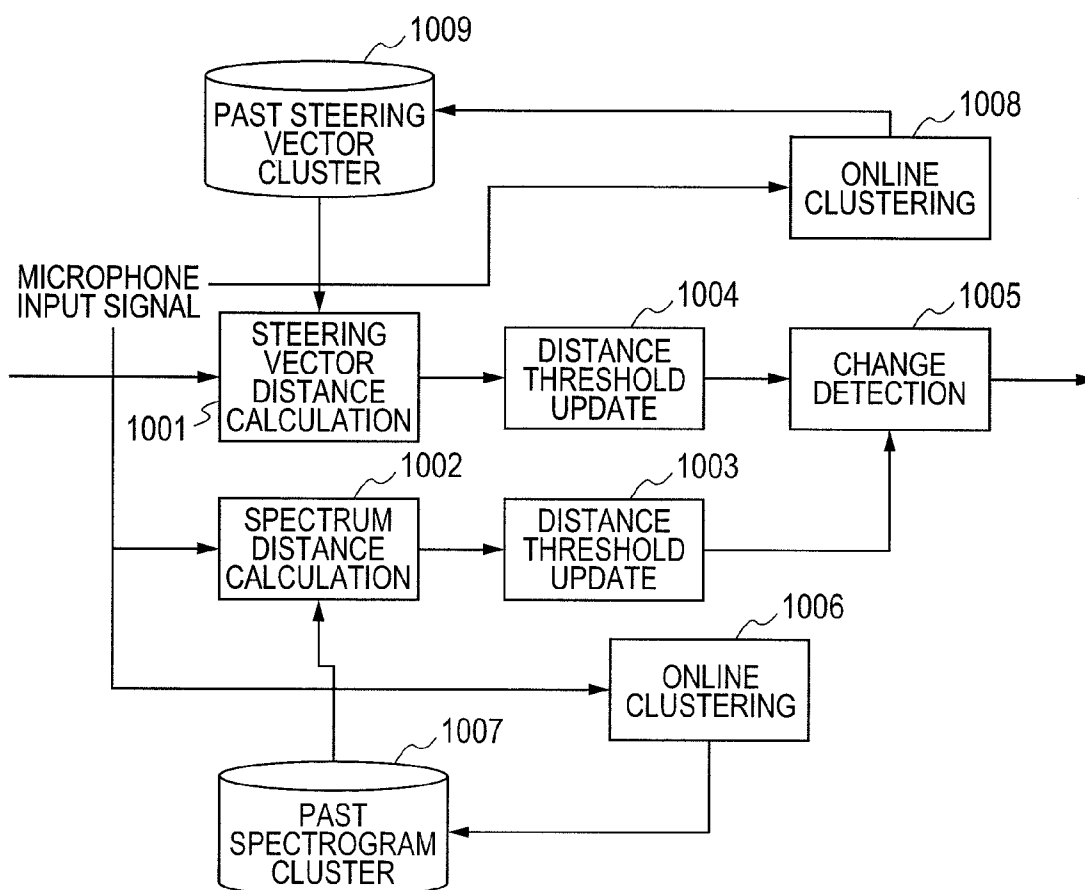 1009
PAST STEERING
VECTOR
CLUSTER
1008
ONLINE
CLUSTERING
MICROPHONE
INPUT SIGNAL
STEERING
VECTOR
DISTANCE
CALCULATION
1001
1004
DISTANCE
THRESHOLD
UPDATE
1005
CHANGE
DETECTION
1002
SPECTRUM
DISTANCE
CALCULATION
1003
DISTANCE
THRESHOLD
UPDATE
1006
ONLINE
CLUSTERING
1007
PAST
SPECTROGRAM
CLUSTER